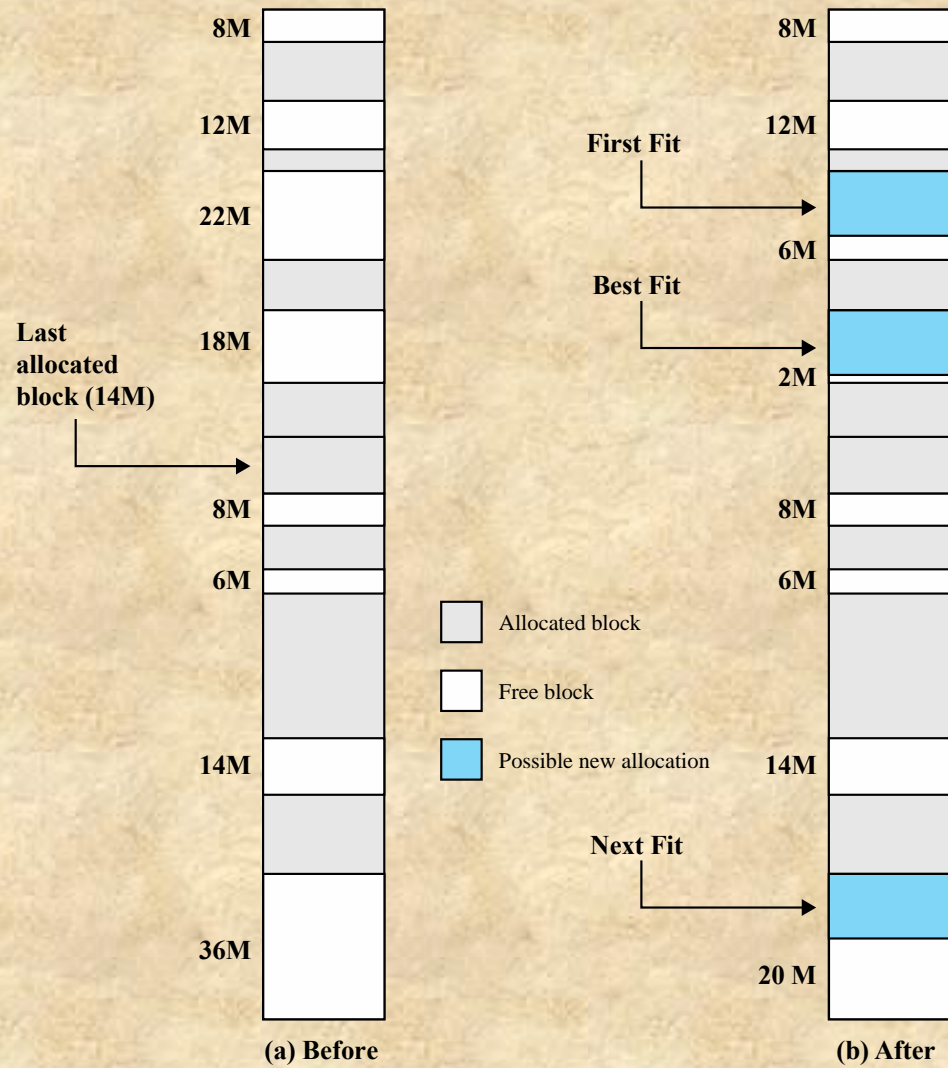 8M
12M
22M
18M
Last
allocated
block (14M)
8M
6M
14M
36M
(a) Before
Allocated block
Free block
Possible new allocation
8M
12M
First Fit
6M
Best Fit
2M
8M
6M
14M
Next Fit
20 M
(b) After